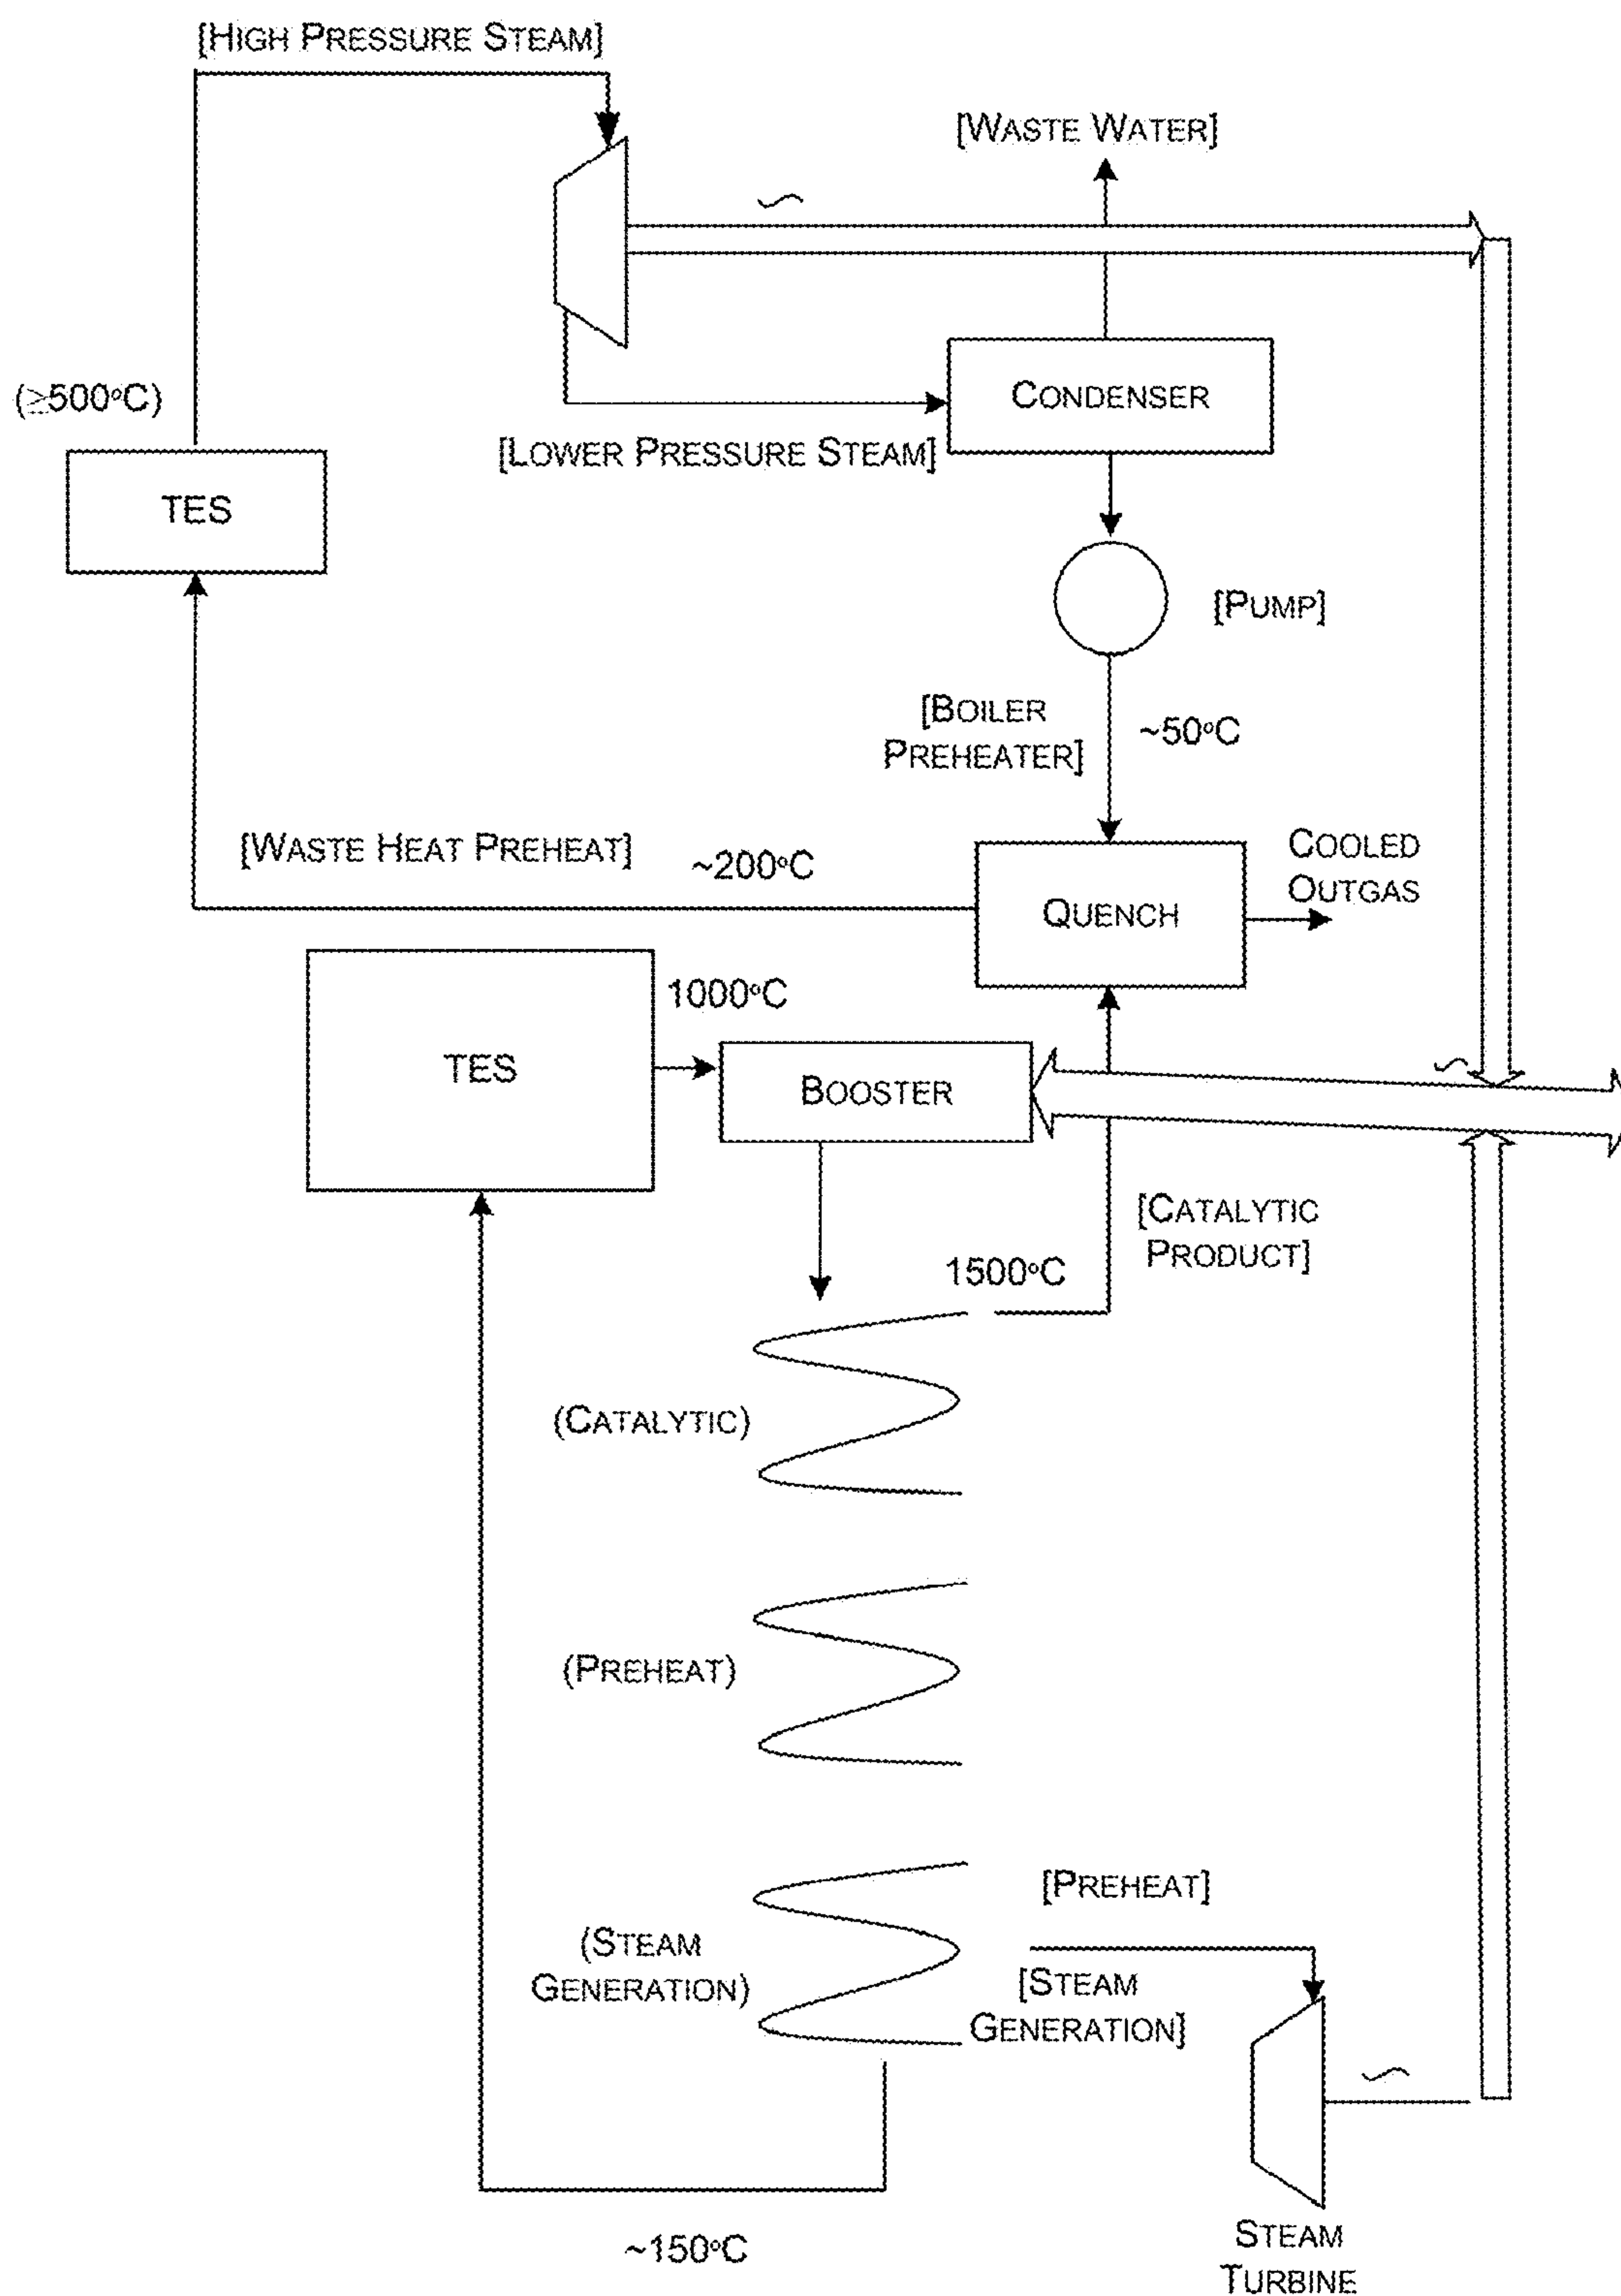 [HIGH PRESSURE STEAM]
[WASTE WATER]
(≥500°C)
CONDENSER
[LOWER PRESSURE STEAM]
TES
[PUMP]
[BOILER
PREHEATER]
~50°C
[WASTE HEAT PREHEAT]
~200°C
COOLED
OUTGAS
QUENCH
1000°C
TES
BOOSTER
[CATALYTIC
PRODUCT]
1500°C
(CATALYTIC)
(PREHEAT)
[PREHEAT]
(STEAM
GENERATION)
[STEAM
GENERATION]
~150°C
STEAM
TURBINE